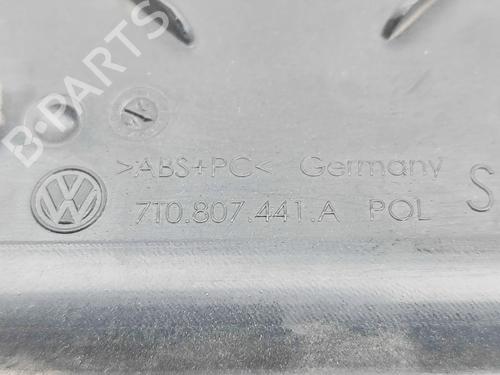 B-PARTS
>ABS+PC< Germany
7T0.807.441.A POL S